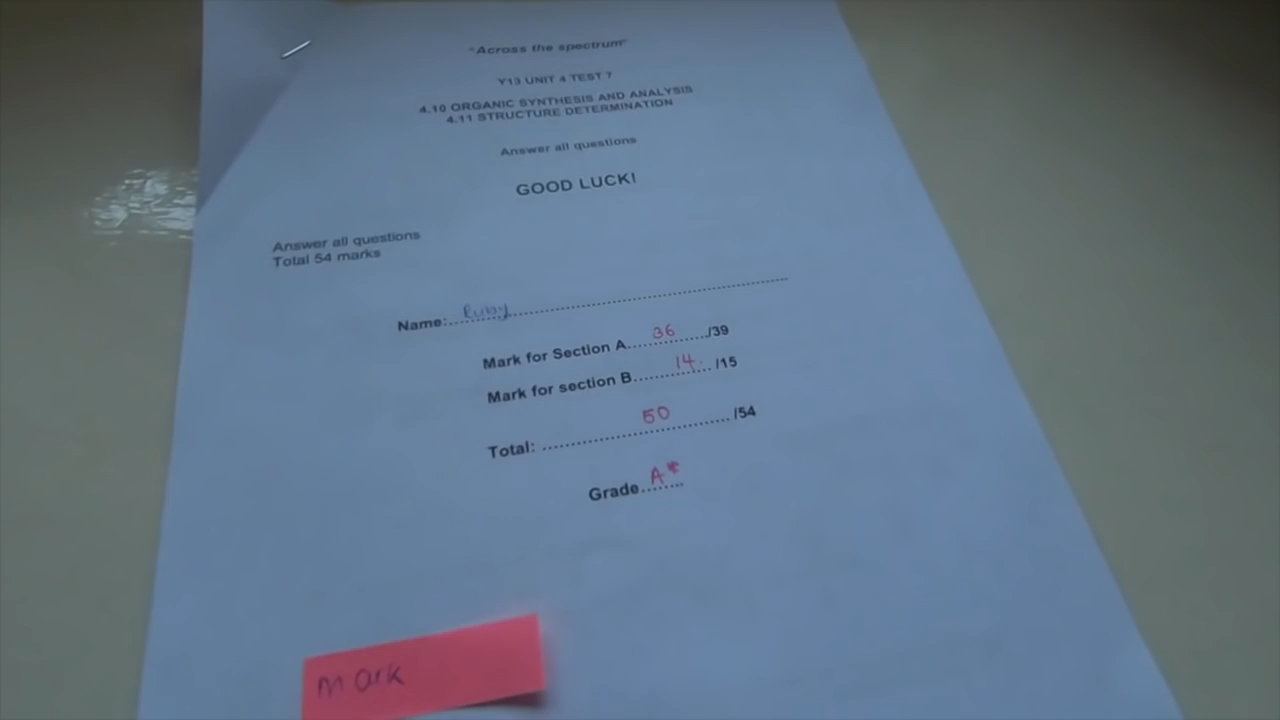 "Across the spectrum"
Y13 UNIT 4 TEST 7
4.10 ORGANIC SYNTHESIS AND ANALYSIS
4.11 STRUCTURE DETERMINATION
Answer all questions
GOOD LUCK!
Answer all questions
Total 54 marks
Name: Ruby
Mark for Section A 36 /39
Mark for section B 14 /15
Total: 50 /54
Grade A*
mark